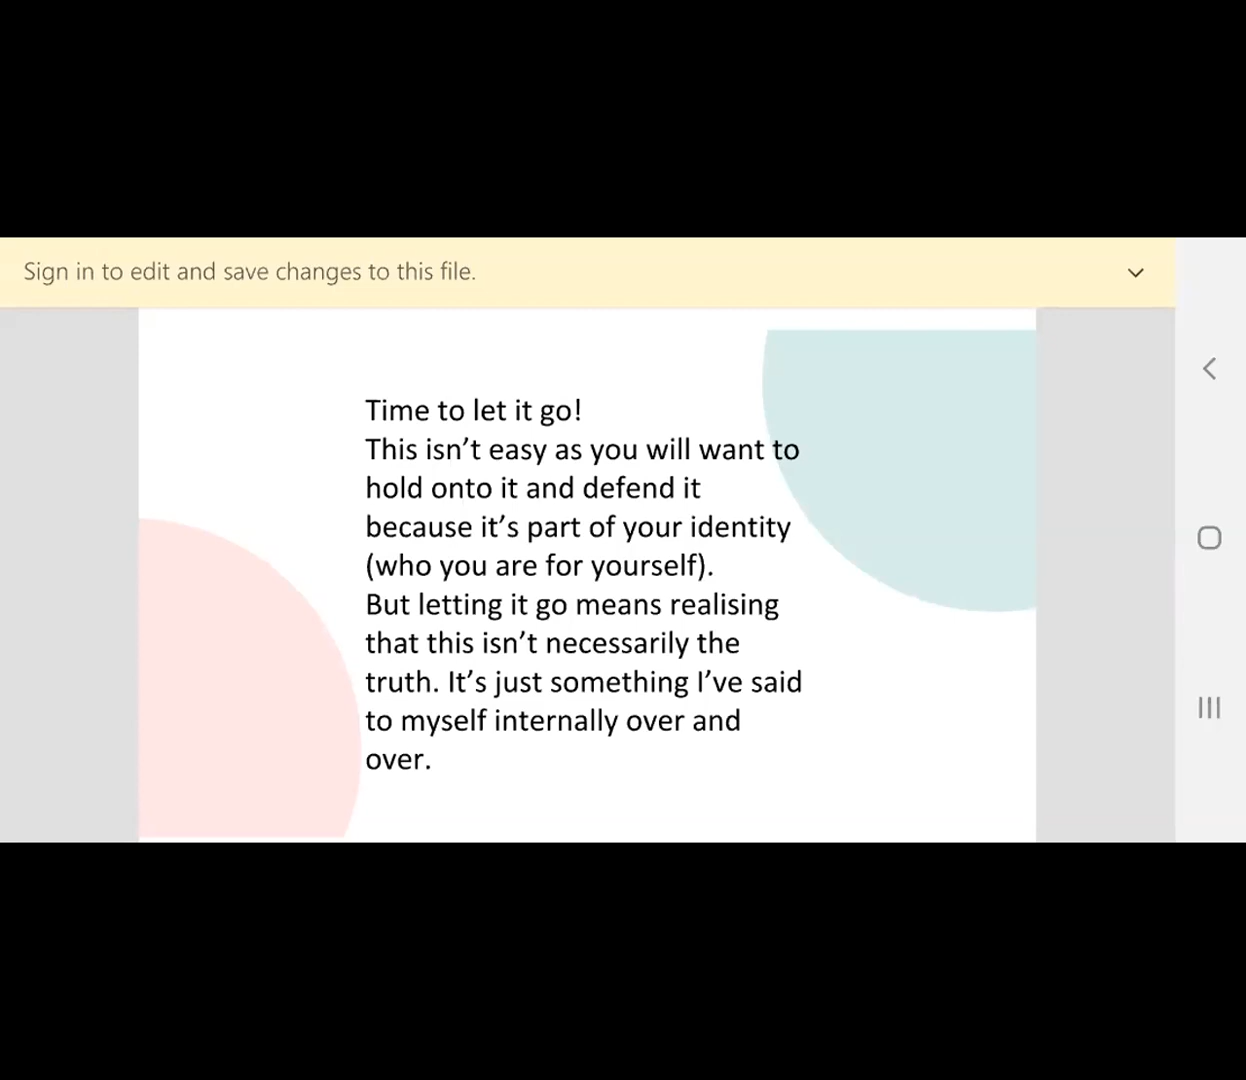 Sign in to edit and save changes to this file.
Time to let it go!
This isn’t easy as you will want to
hold onto it and defend it
because it’s part of your identity
(who you are for yourself).
But letting it go means realising
that this isn’t necessarily the
truth. It’s just something I’ve said
to myself internally over and
over.